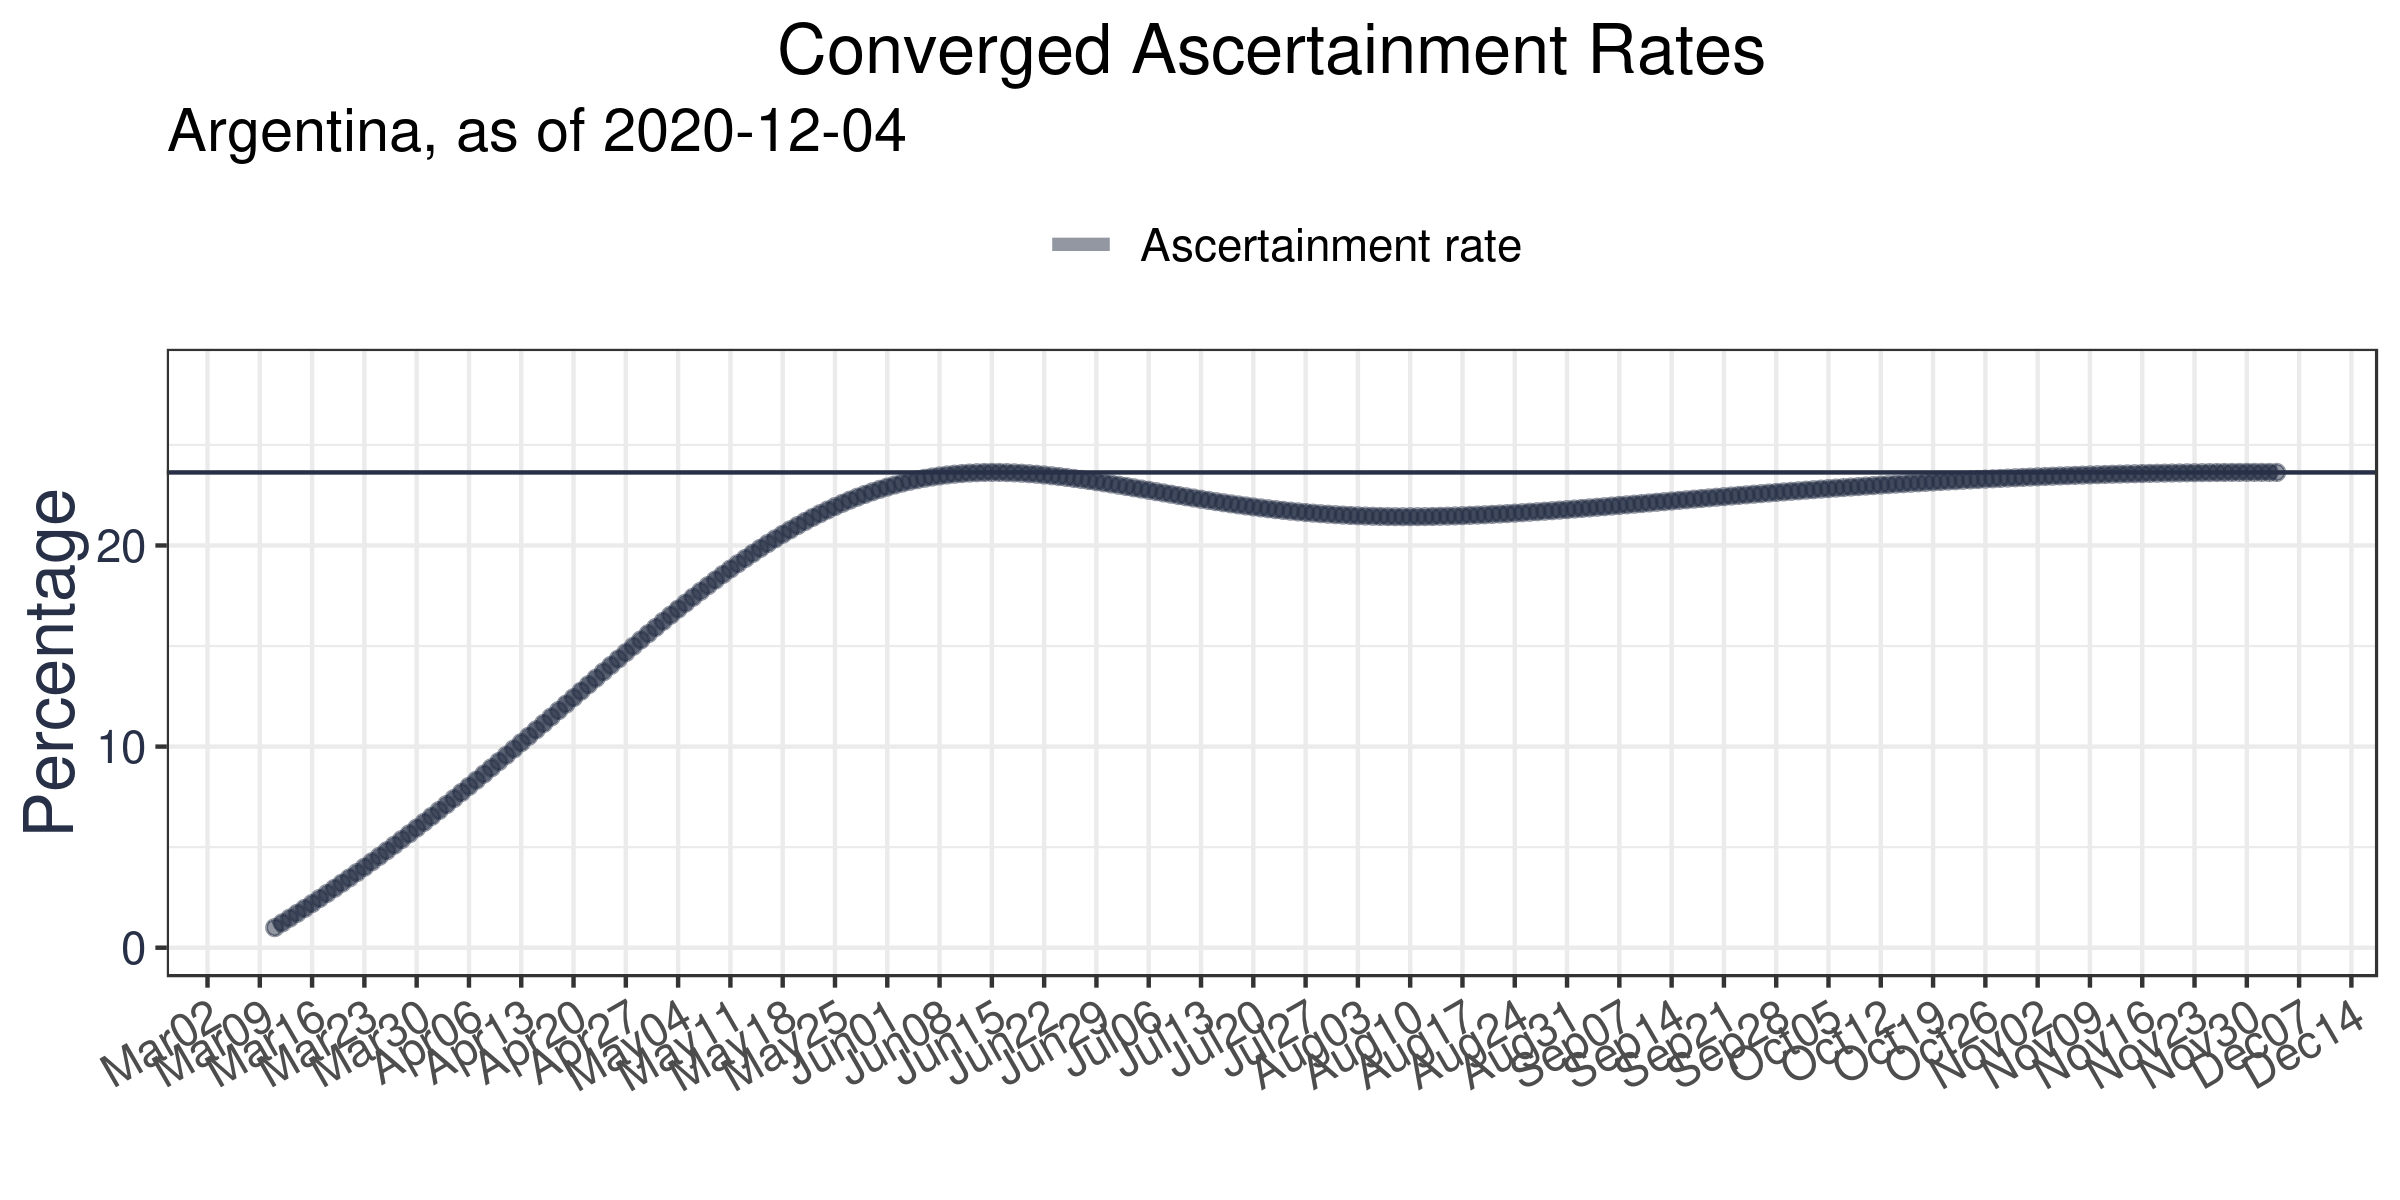 Converged Ascertainment Rates
Argentina, as of 2020-12-04
Ascertainment rate
Percentage
20
10
0
Mar02
Mar09
Mar16
Mar23
Mar30
Apr06
Apr13
Apr20
Apr27
May04
May11
May18
May25
Jun01
Jun08
Jun15
Jun22
Jun29
Jul06
Jul13
Jul20
Jul27
Aug03
Aug10
Aug17
Aug24
Aug31
Sep07
Sep14
Sep21
Sep28
Oct05
Oct12
Oct19
Oct26
Nov02
Nov09
Nov16
Nov23
Nov30
Dec07
Dec14